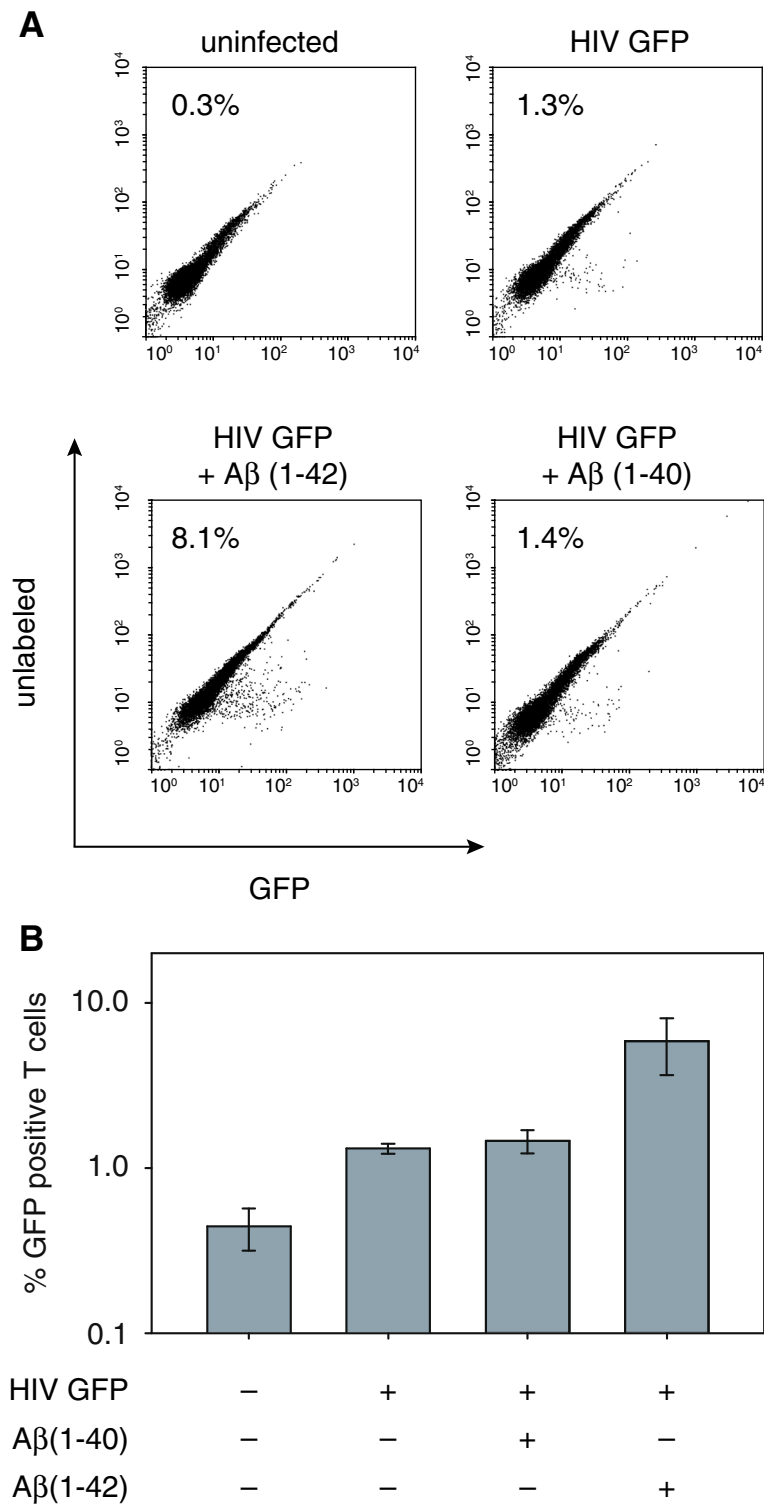 A
uninfected
HIV GFP
0.3%
10⁴
10³
10²
10¹
10⁰
10⁰ 10¹ 10² 10³ 10⁴
1.3%
10⁴
10³
10²
10¹
10⁰
10⁰ 10¹ 10² 10³ 10⁴
HIV GFP
+ Aβ (1-42)
HIV GFP
+ Aβ (1-40)
8.1%
10⁴
10³
10²
10¹
10⁰
10⁰ 10¹ 10² 10³ 10⁴
1.4%
10⁴
10³
10²
10¹
10⁰
10⁰ 10¹ 10² 10³ 10⁴
unlabeled
GFP
B
% GFP positive T cells
10.0
1.0
0.1
HIV GFP – + + +
Aβ(1-40) – – + –
Aβ(1-42) – – – +